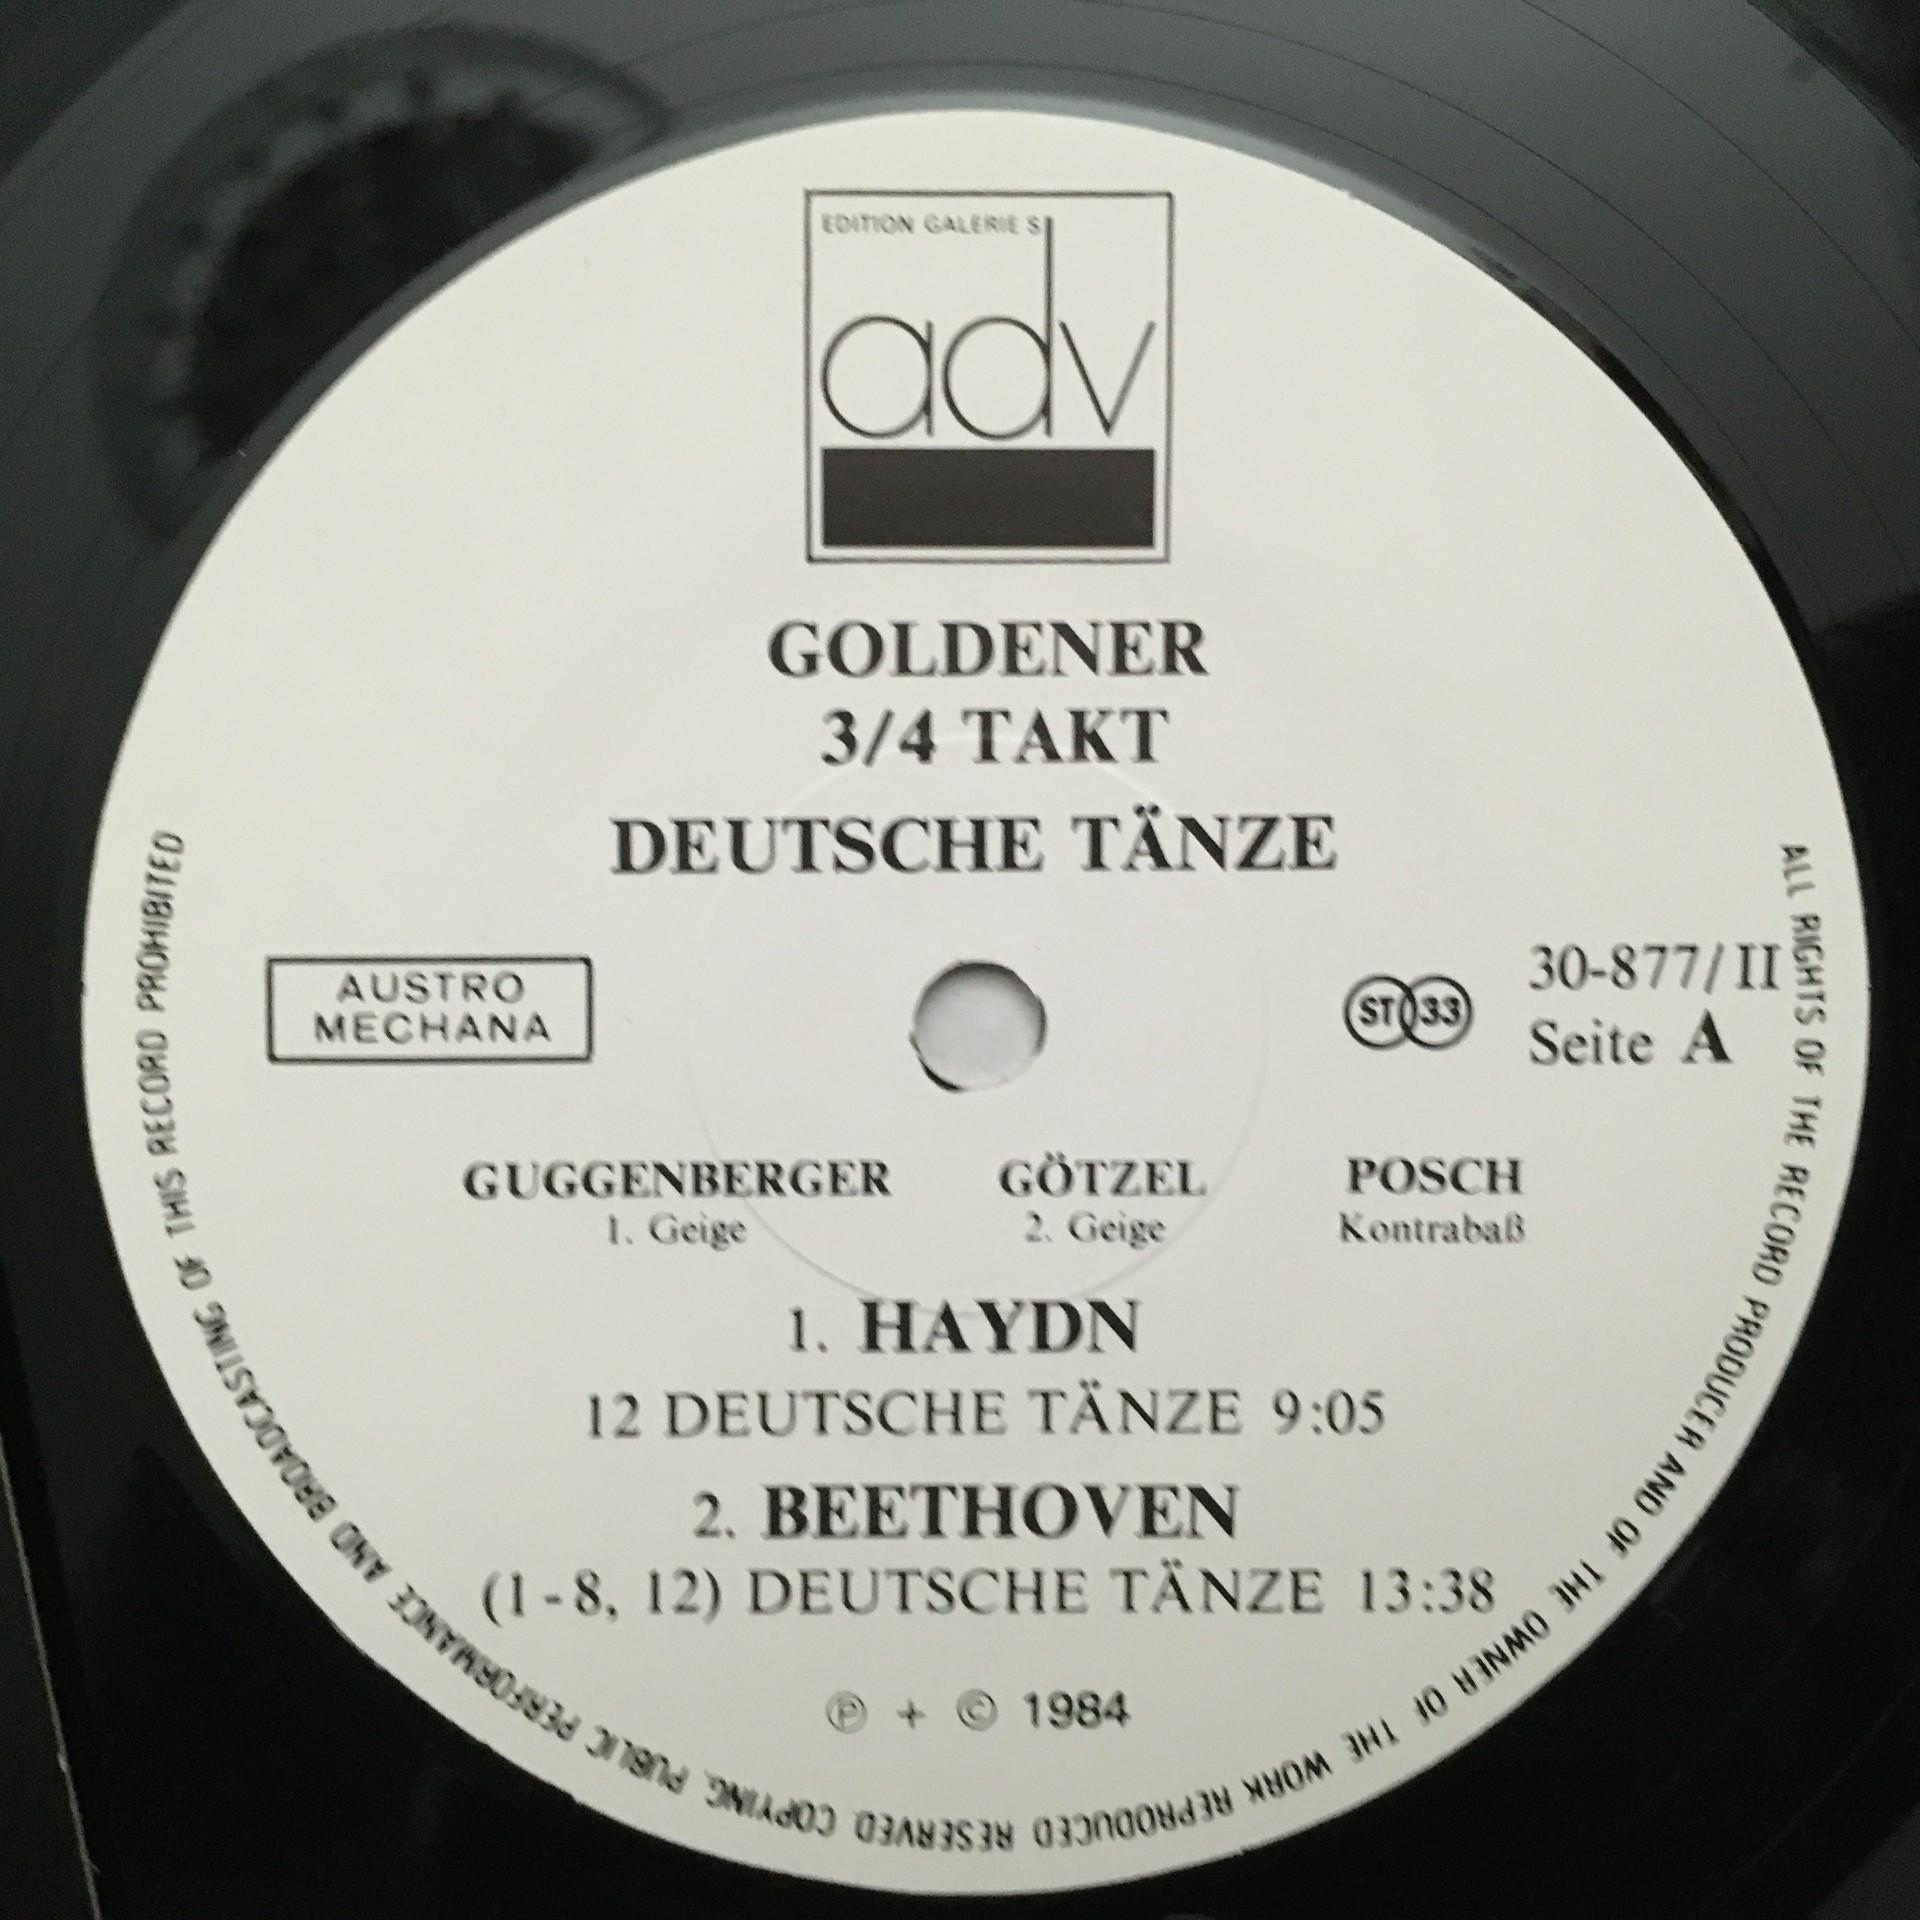 EDITION GALERIE S
adv
GOLDENER
3/4 TAKT
DEUTSCHE TÄNZE
AUSTRO
MECHANA
ST 33
30-877/II
Seite A
GUGGENBERGER GÖTZEL POSCH
1. Geige 2. Geige Kontrabaß
1. HAYDN
12 DEUTSCHE TÄNZE 9:05
2. BEETHOVEN
(1-8, 12) DEUTSCHE TÄNZE 13:38
Ⓟ + © 1984
ALL RIGHTS OF THE RECORD PRODUCER AND OF THE OWNER OF THE WORK REPRODUCED RESERVED. COPYING, PUBLIC PERFORMANCE AND BROADCASTING OF THIS RECORD PROHIBITED